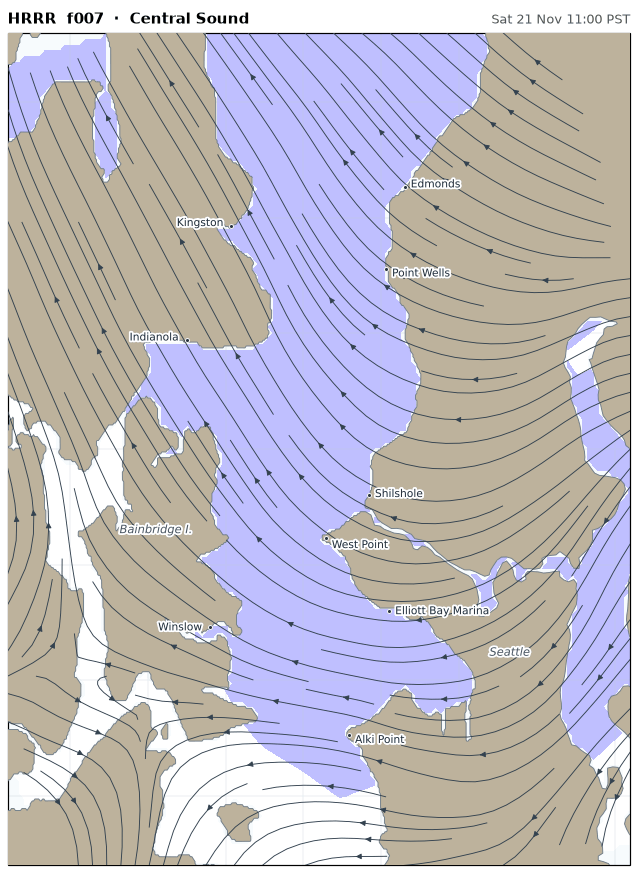 HRRR f007 · Central Sound
Sat 21 Nov 11:00 PST
Edmonds
Kingston
Point Wells
Indianola
Shilshole
Bainbridge I.
West Point
Elliott Bay Marina
Winslow
Seattle
Alki Point